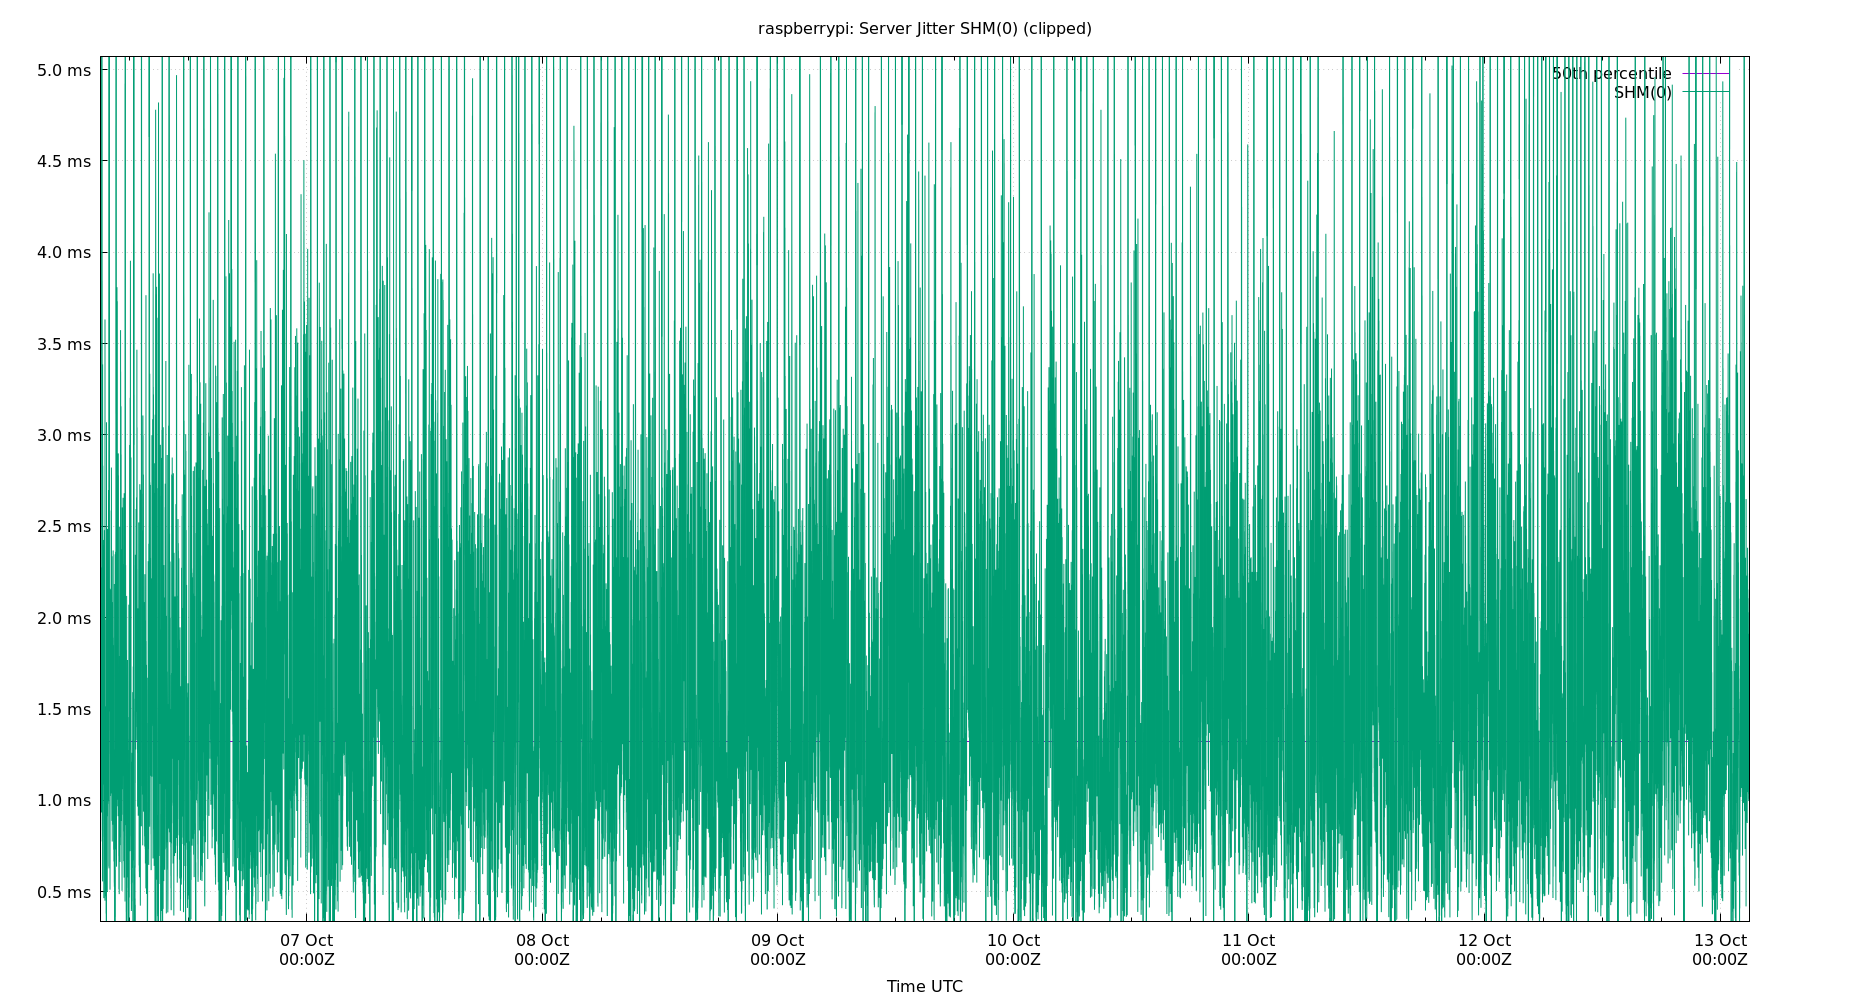 raspberrypi: Server Jitter SHM(0) (clipped)
5.0 ms
50th percentile
SHM(0)
4.5 ms
4.0 ms
3.5 ms
3.0 ms
2.5 ms
2.0 ms
1.5 ms
1.0 ms
0.5 ms
07 Oct 08 Oct 09 Oct 10 Oct 11 Oct 12 Oct 13 Oct
00:00Z 00:00Z 00:00Z 00:00Z 00:00Z 00:00Z 00:00Z
Time UTC